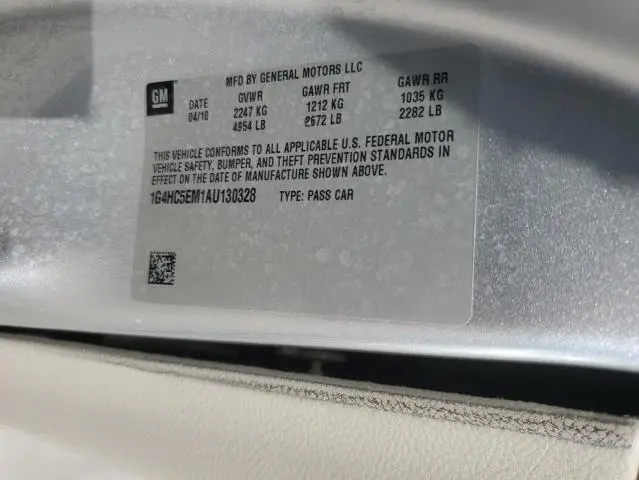 GM
MFD BY GENERAL MOTORS LLC
DATE GVWR GAWR FRT GAWR RR
04/10 2247 KG 1212 KG 1035 KG
4954 LB 2672 LB 2282 LB
THIS VEHICLE CONFORMS TO ALL APPLICABLE U.S. FEDERAL MOTOR
VEHICLE SAFETY, BUMPER, AND THEFT PREVENTION STANDARDS IN
EFFECT ON THE DATE OF MANUFACTURE SHOWN ABOVE.
1G4HC5EM1AU130328 TYPE: PASS CAR